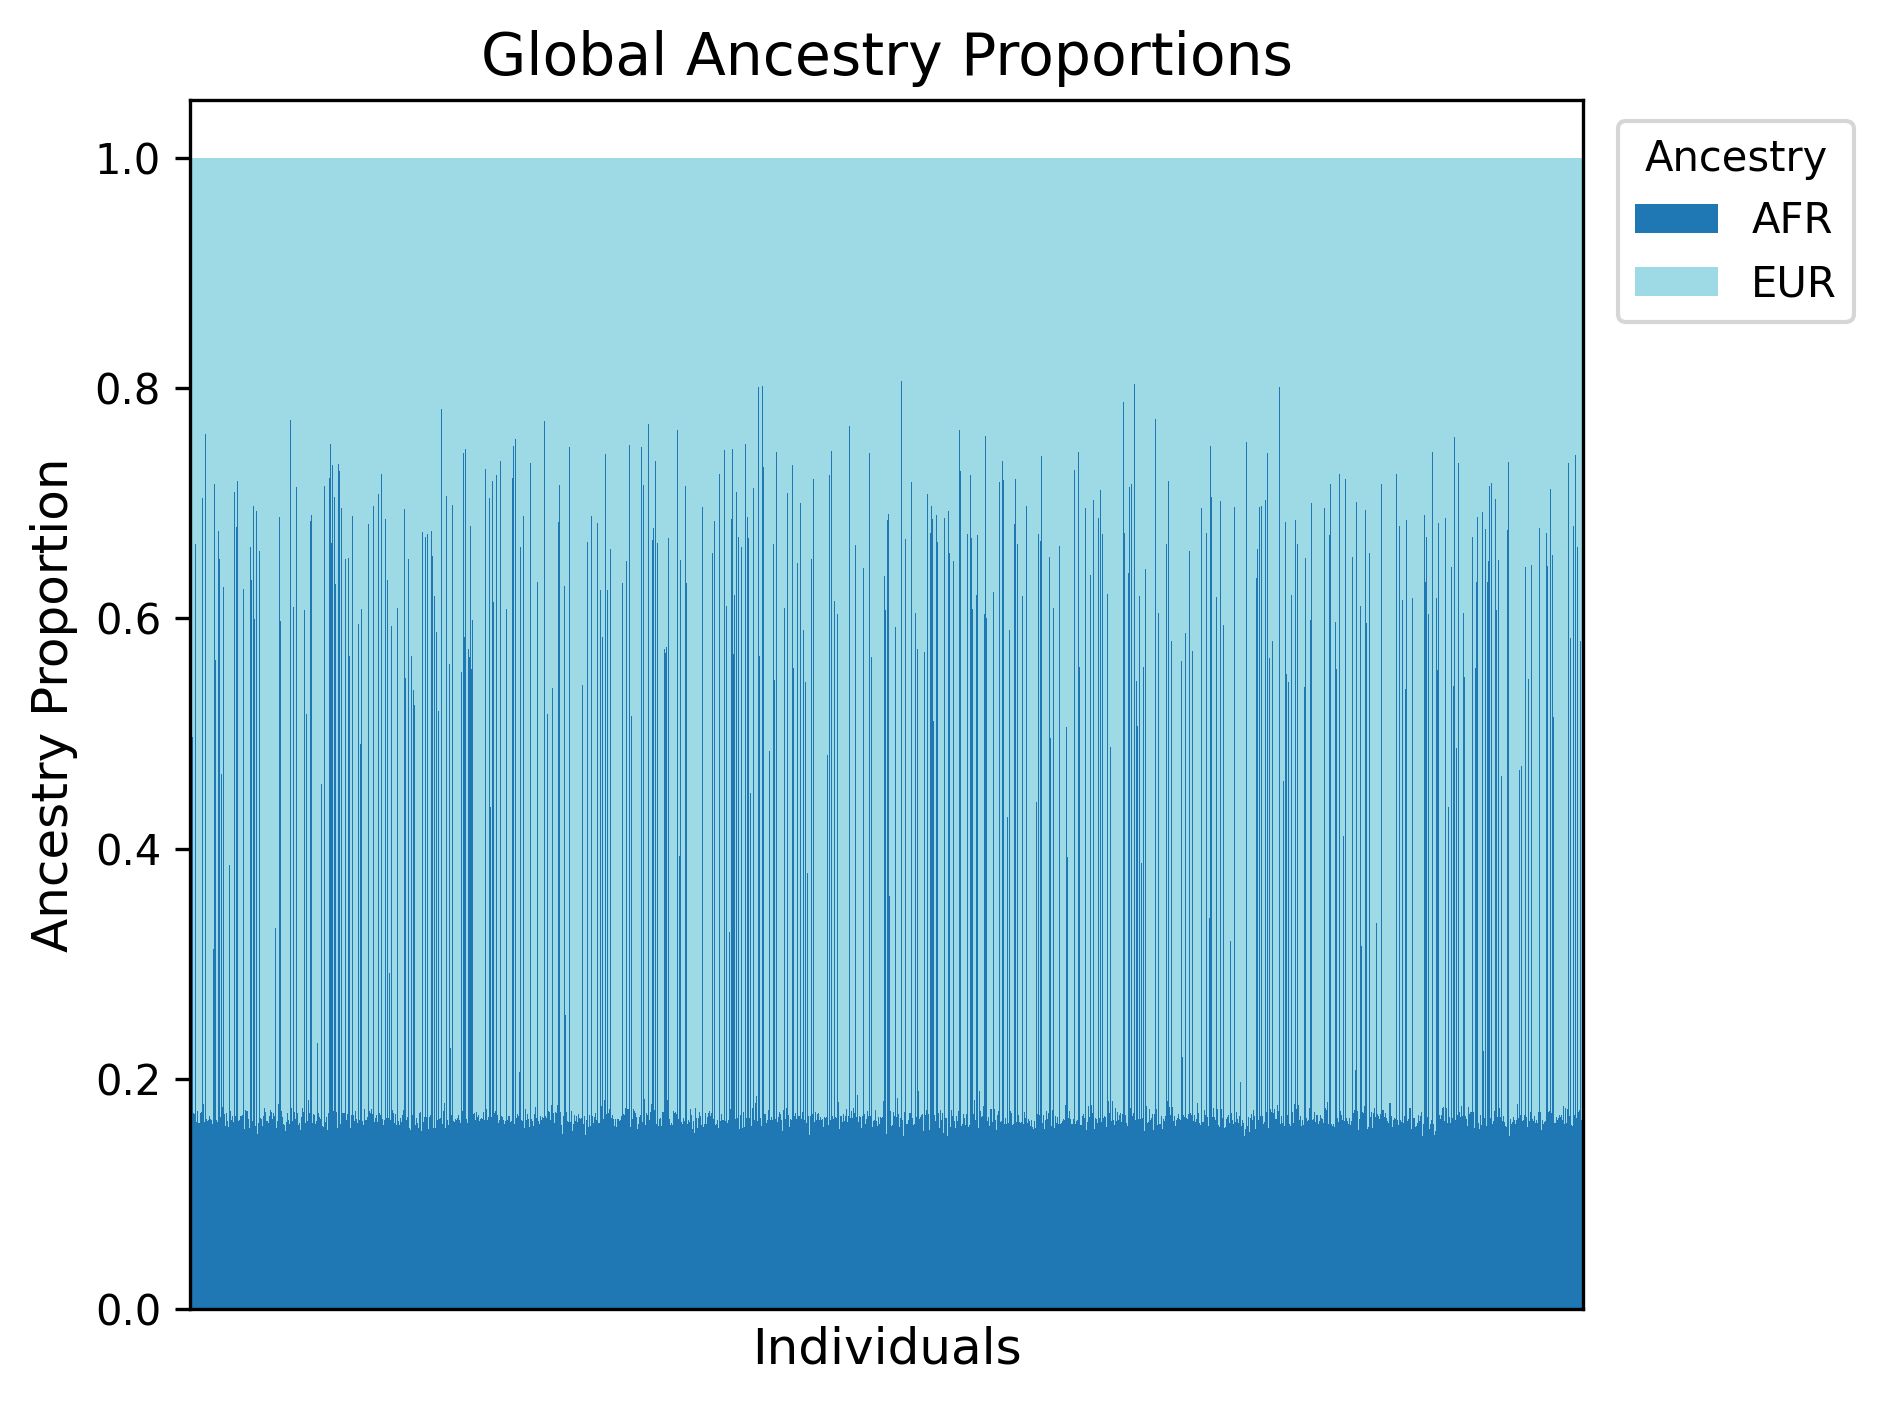 Global Ancestry Proportions
Ancestry
AFR
EUR
1.0
0.8
0.6
0.4
0.2
0.0
Ancestry Proportion
Individuals